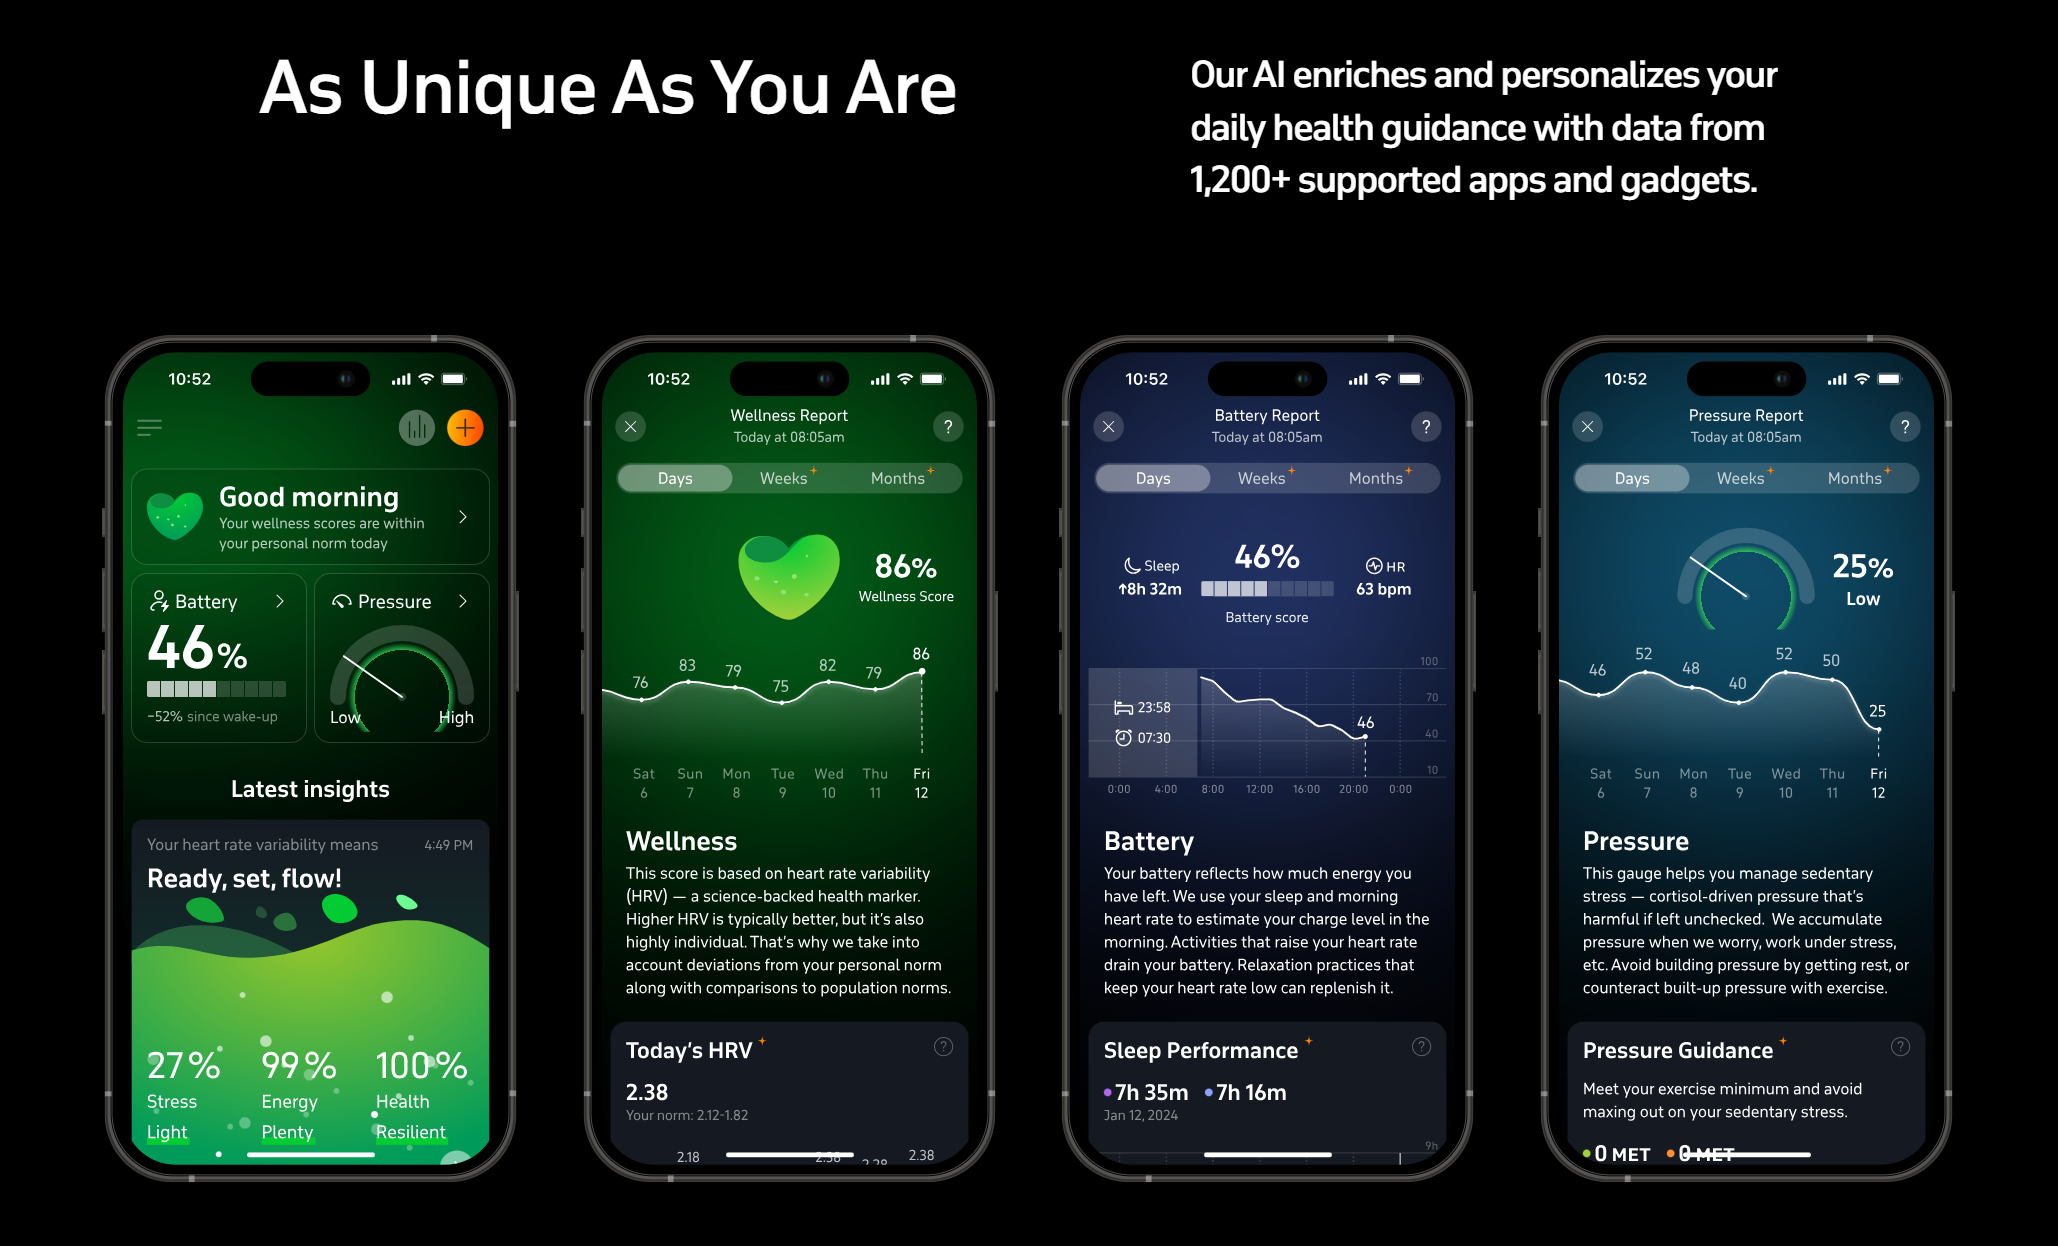 As Unique As You Are
Our AI enriches and personalizes your
daily health guidance with data from
1,200+ supported apps and gadgets.
10:52
Good morning
Your wellness scores are within
your personal norm today
Battery
46%
−52% since wake-up
Pressure
Low High
Latest insights
Your heart rate variability means 4:49 PM
Ready, set, flow!
27% 99% 100%
Stress Energy Health
Light Plenty Resilient
10:52
Wellness Report
Today at 08:05am
?
Days Weeks Months
86%
Wellness Score
76 83 79 75 82 79 86
Sat Sun Mon Tue Wed Thu Fri
6 7 8 9 10 11 12
Wellness
This score is based on heart rate variability
(HRV) — a science-backed health marker.
Higher HRV is typically better, but it's also
highly individual. That's why we take into
account deviations from your personal norm
along with comparisons to population norms.
Today's HRV ?
2.38
Your norm: 2.12-1.82
2.18 2.36 2.28 2.38
10:52
Battery Report
Today at 08:05am
?
Days Weeks Months
Sleep 46% HR
↑8h 32m 63 bpm
Battery score
100
70
40
10
23:58
07:30
46
0:00 4:00 8:00 12:00 16:00 20:00 0:00
Battery
Your battery reflects how much energy you
have left. We use your sleep and morning
heart rate to estimate your charge level in the
morning. Activities that raise your heart rate
drain your battery. Relaxation practices that
keep your heart rate low can replenish it.
Sleep Performance ?
7h 35m 7h 16m
Jan 12, 2024
9h
10:52
Pressure Report
Today at 08:05am
?
Days Weeks Months
25%
Low
46 52 48 40 52 50 25
Sat Sun Mon Tue Wed Thu Fri
6 7 8 9 10 11 12
Pressure
This gauge helps you manage sedentary
stress — cortisol-driven pressure that's
harmful if left unchecked. We accumulate
pressure when we worry, work under stress,
etc. Avoid building pressure by getting rest, or
counteract built-up pressure with exercise.
Pressure Guidance ?
Meet your exercise minimum and avoid
maxing out on your sedentary stress.
0 MET 0 MET